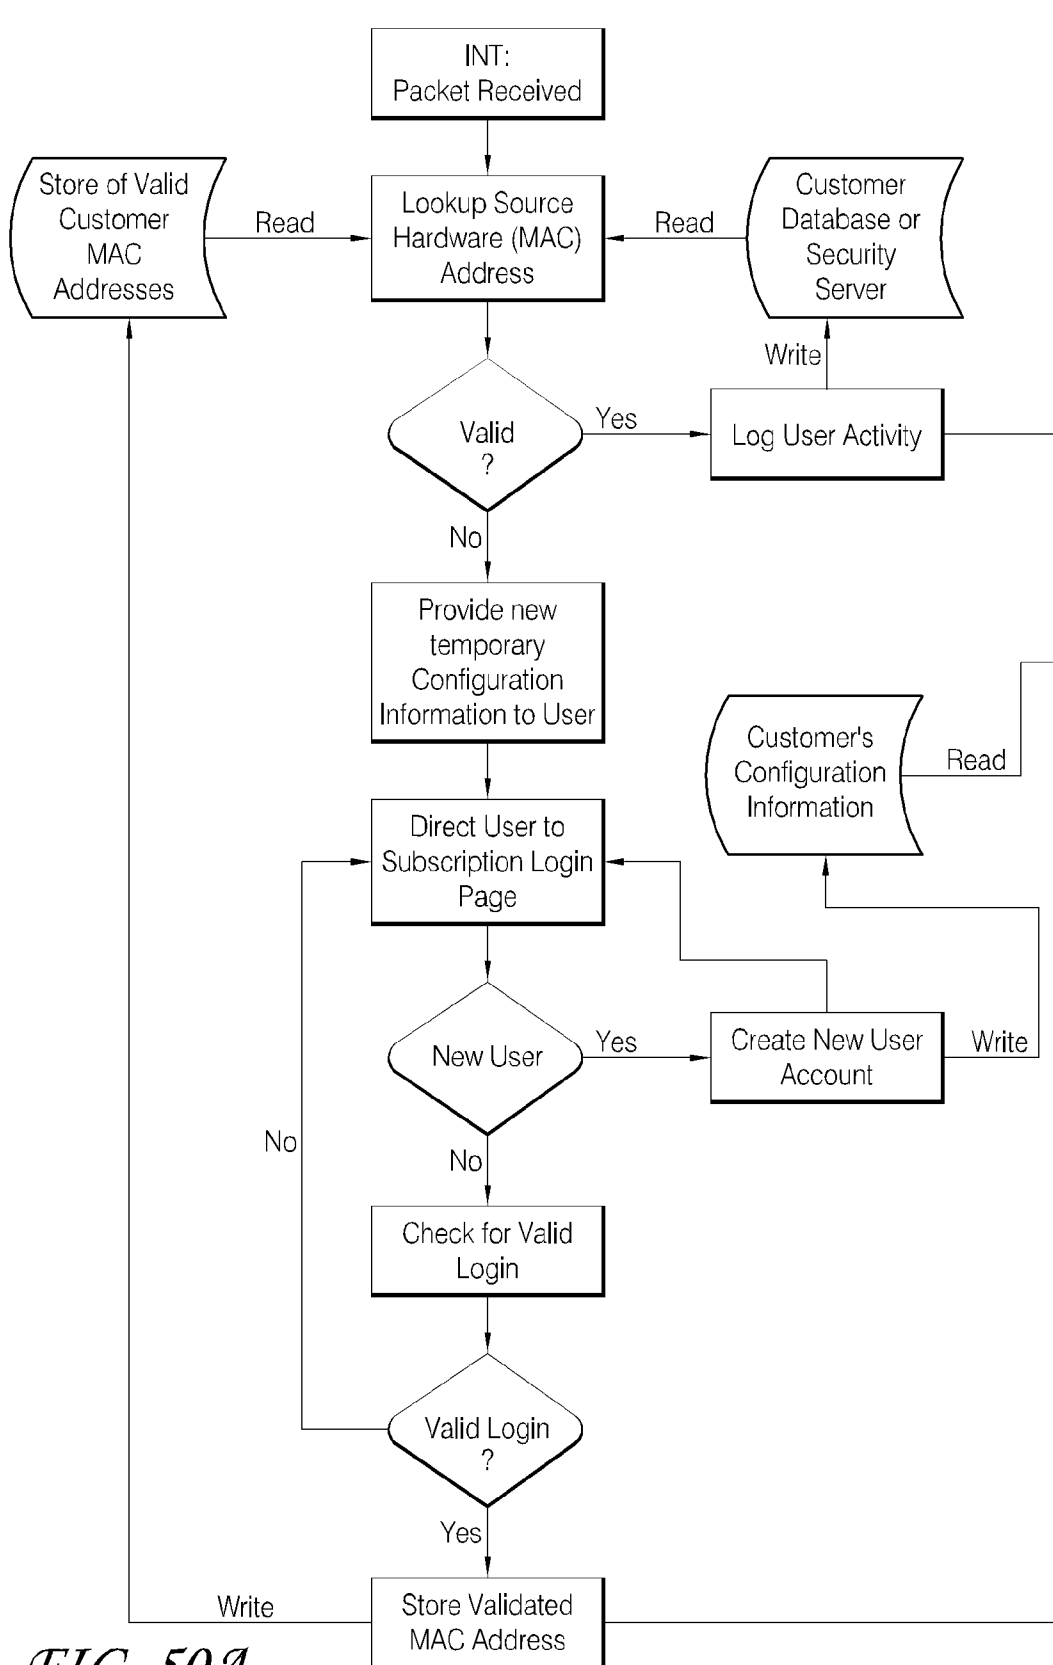 INT:
Packet Received
Store of Valid
Customer
MAC
Addresses
Read
Lookup Source
Hardware (MAC)
Address
Read
Customer
Database or
Security
Server
Write
Valid
?
Yes
Log User Activity
No
Provide new
temporary
Configuration
Information to User
Customer's
Configuration
Information
Read
Direct User to
Subscription Login
Page
New User
Yes
Create New User
Account
Write
No
No
Check for Valid
Login
Valid Login
?
Yes
Write
Store Validated
MAC Address
FIG. 50A